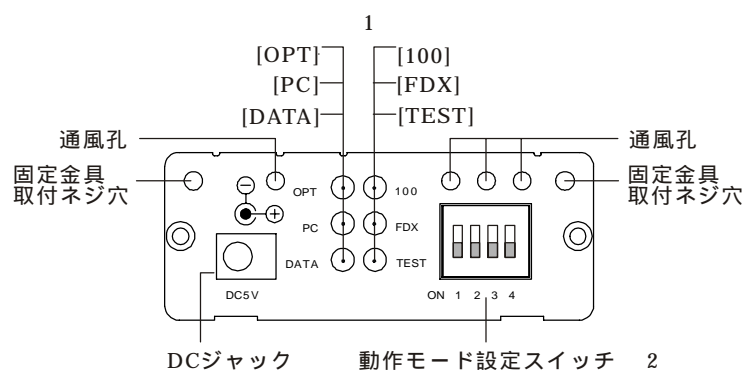 1
[OPT] [100]
[PC] [FDX]
[DATA] [TEST]
通風孔 通風孔
固定金具 固定金具
取付ネジ穴 取付ネジ穴
− OPT 100
+ PC FDX
DATA TEST
DC5V ON 1 2 3 4
DCジャック 動作モード設定スイッチ 2